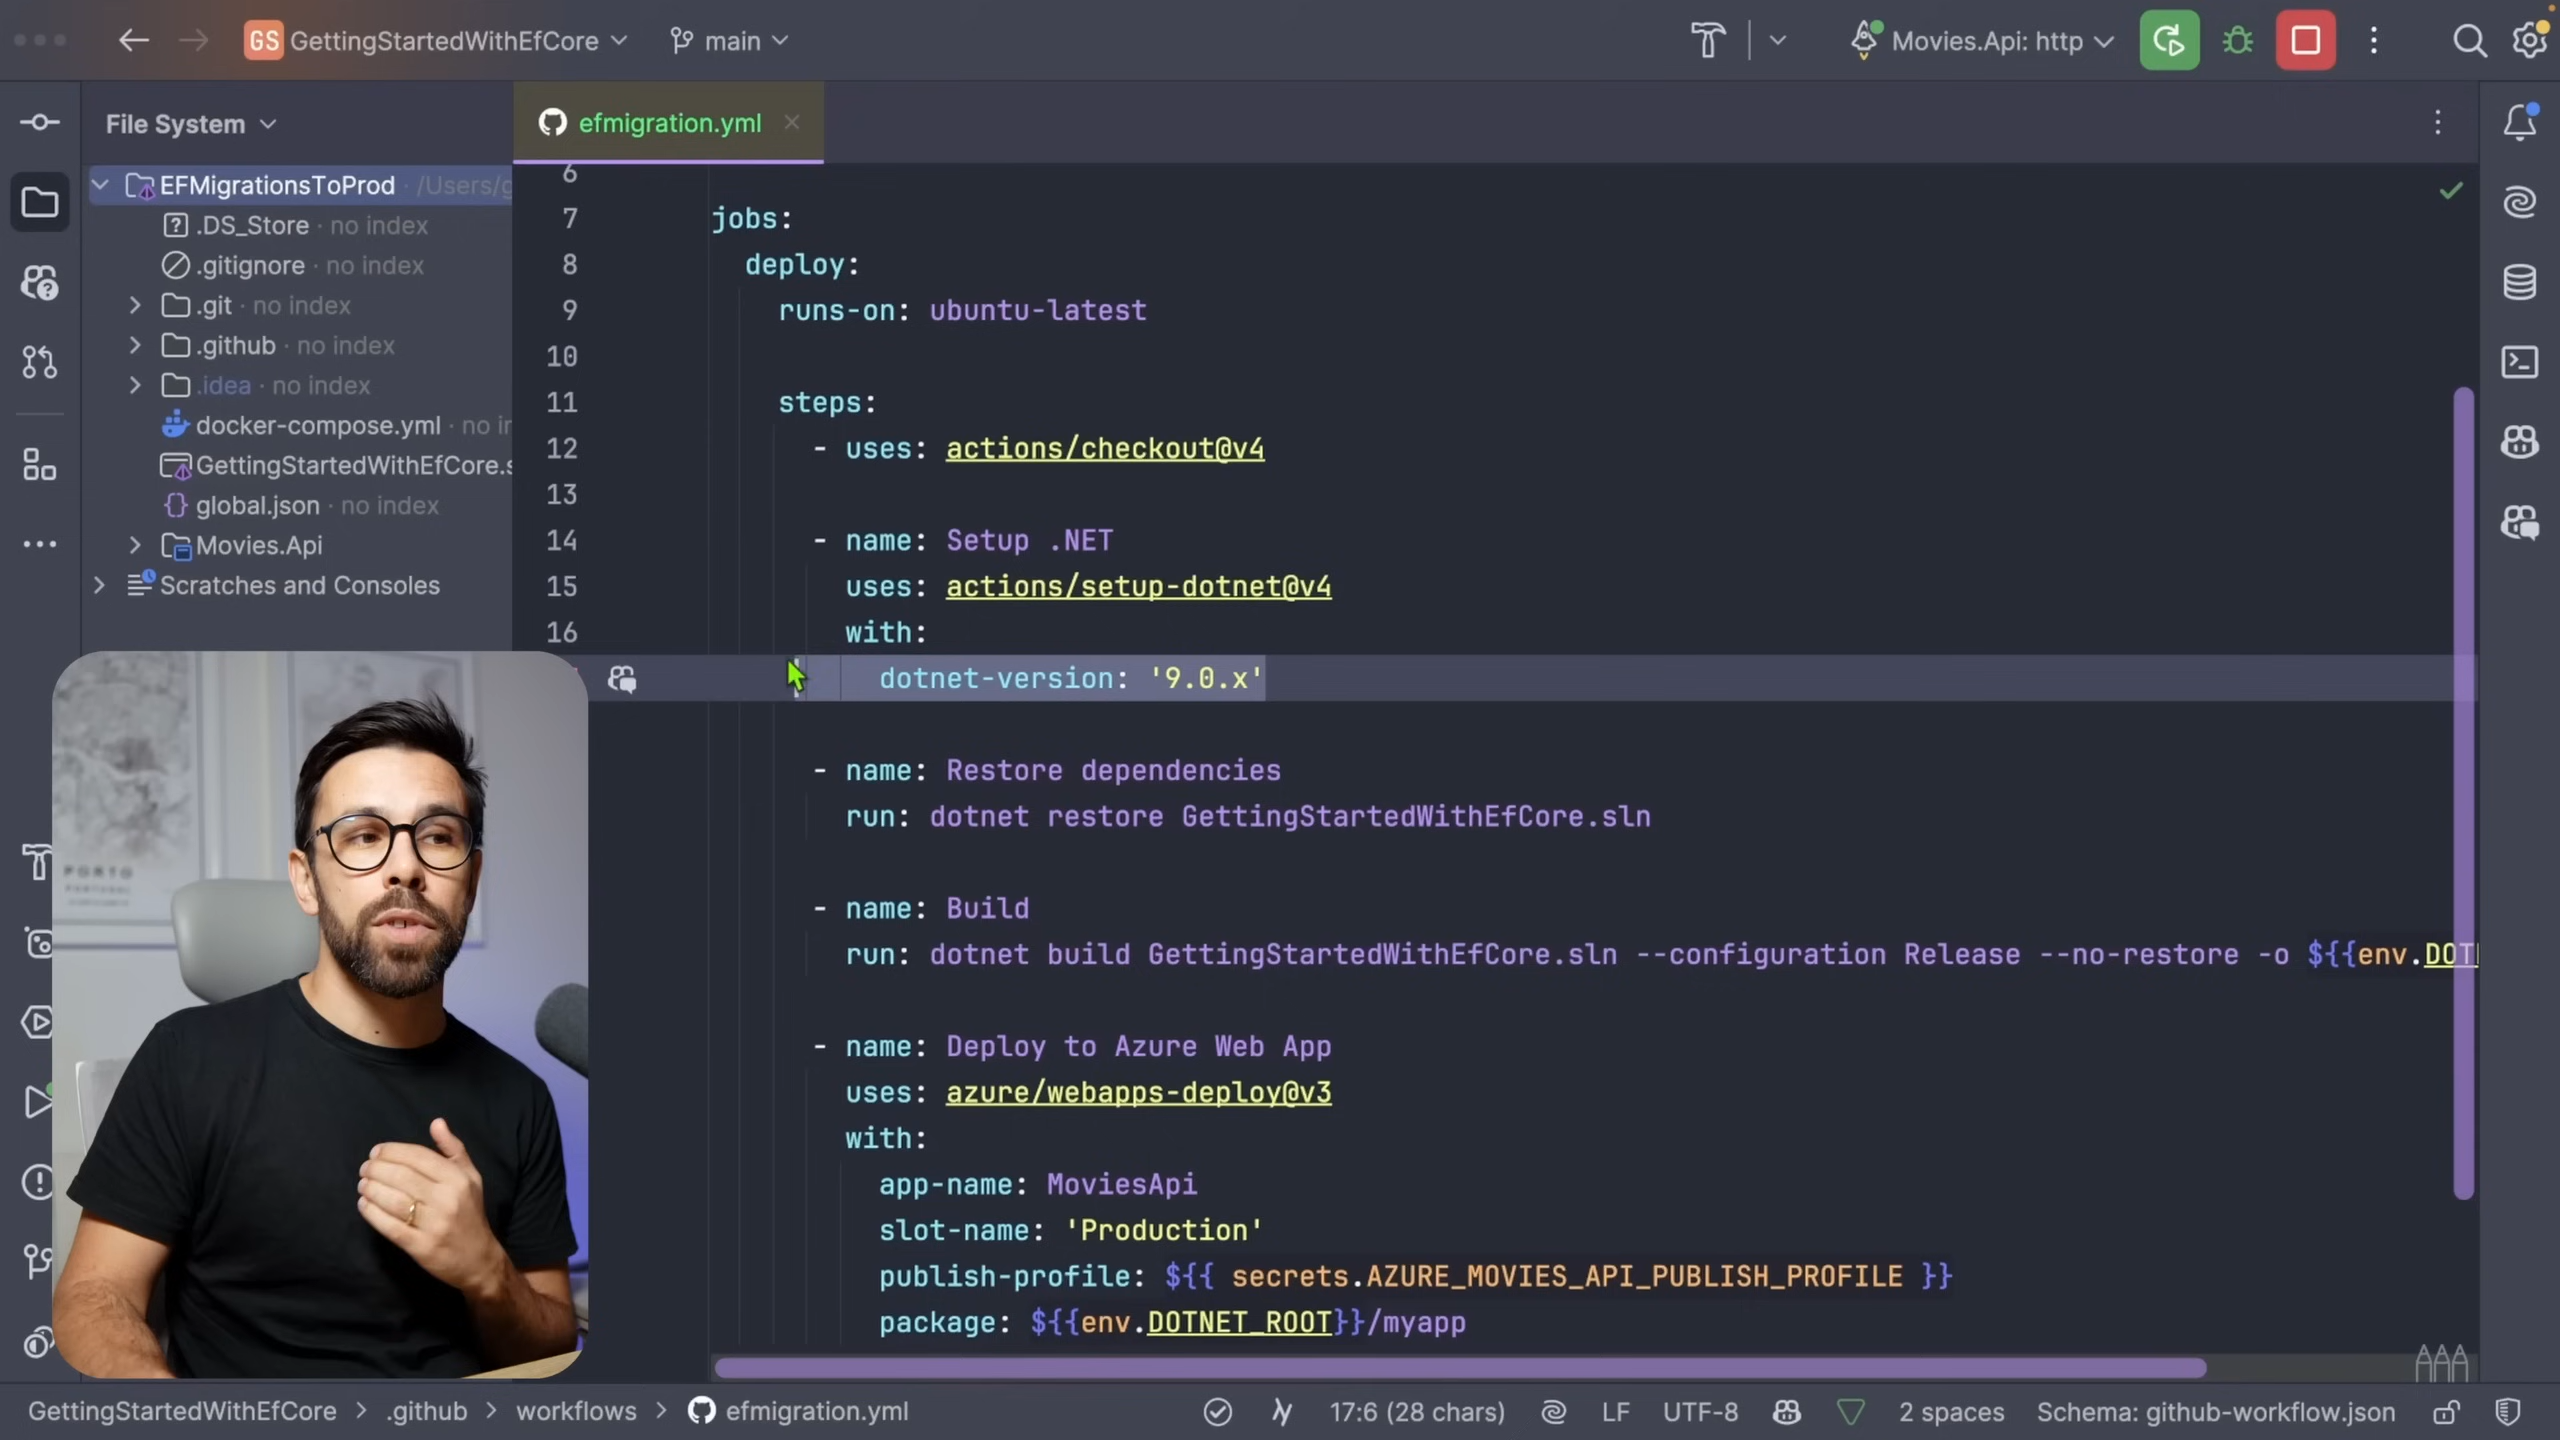 GS GettingStartedWithEfCore main Movies.Api: http
File System
efmigration.yml
EFMigrationsToProd
.DS_Store · no index
.gitignore · no index
.git · no index
.github · no index
.idea · no index
docker-compose.yml
GettingStartedWithEfCore.s
global.json · no index
Movies.Api
Scratches and Consoles
6
7 jobs:
8 deploy:
9 runs-on: ubuntu-latest
10
11 steps:
12 - uses: actions/checkout@v4
13
14 - name: Setup .NET
15 uses: actions/setup-dotnet@v4
16 with:
dotnet-version: '9.0.x'
- name: Restore dependencies
run: dotnet restore GettingStartedWithEfCore.sln
- name: Build
run: dotnet build GettingStartedWithEfCore.sln --configuration Release --no-restore -o ${{env.DOT
- name: Deploy to Azure Web App
uses: azure/webapps-deploy@v3
with:
app-name: MoviesApi
slot-name: 'Production'
publish-profile: ${{ secrets.AZURE_MOVIES_API_PUBLISH_PROFILE }}
package: ${{env.DOTNET_ROOT}}/myapp
PORTO
PORTUGAL
GettingStartedWithEfCore > .github > workflows > efmigration.yml 17:6 (28 chars) LF UTF-8 2 spaces Schema: github-workflow.json